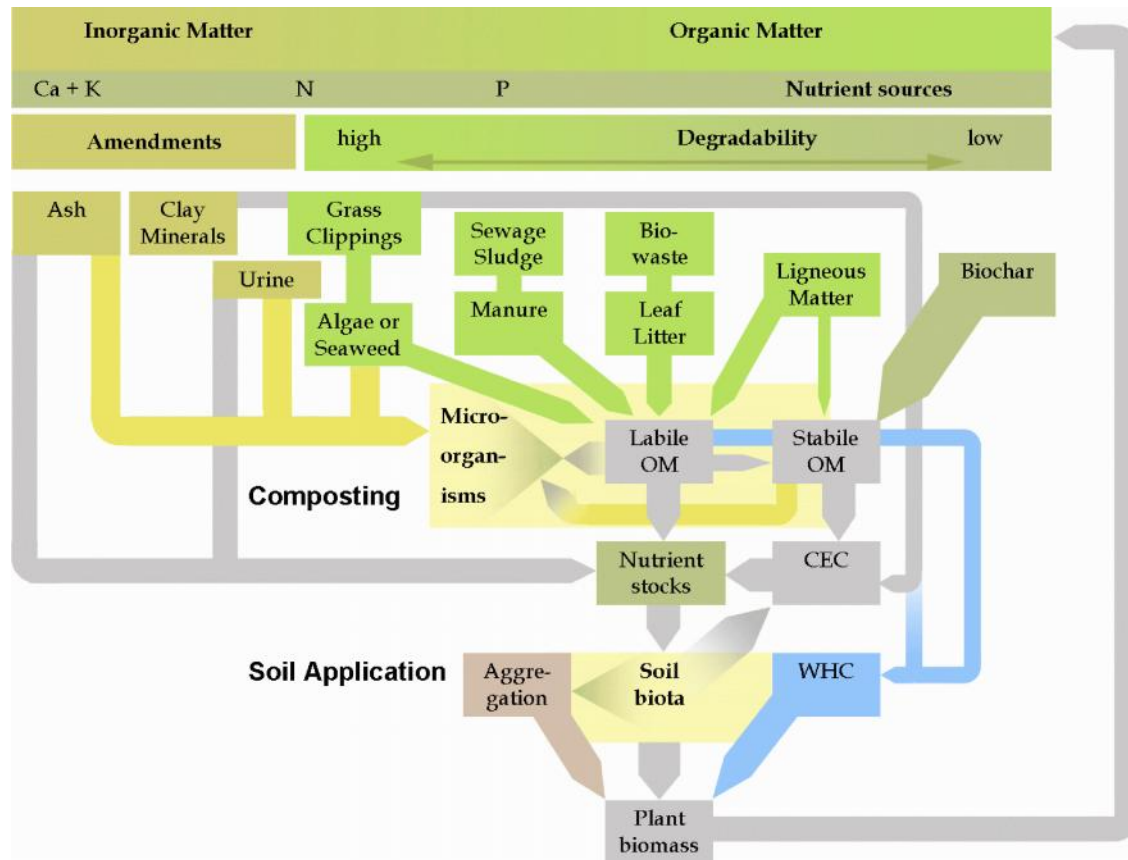 Inorganic Matter
Organic Matter
Ca + K
N
P
Nutrient sources
Amendments
high
Degradability
low
Ash
Clay
Minerals
Grass
Clippings
Sewage
Sludge
Bio-
waste
Ligneous
Matter
Biochar
Urine
Algae or
Seaweed
Manure
Leaf
Litter
Micro-
organ-
isms
Labile
OM
Stabile
OM
Composting
Nutrient
stocks
CEC
Soil Application
Aggre-
gation
Soil
biota
WHC
Plant
biomass